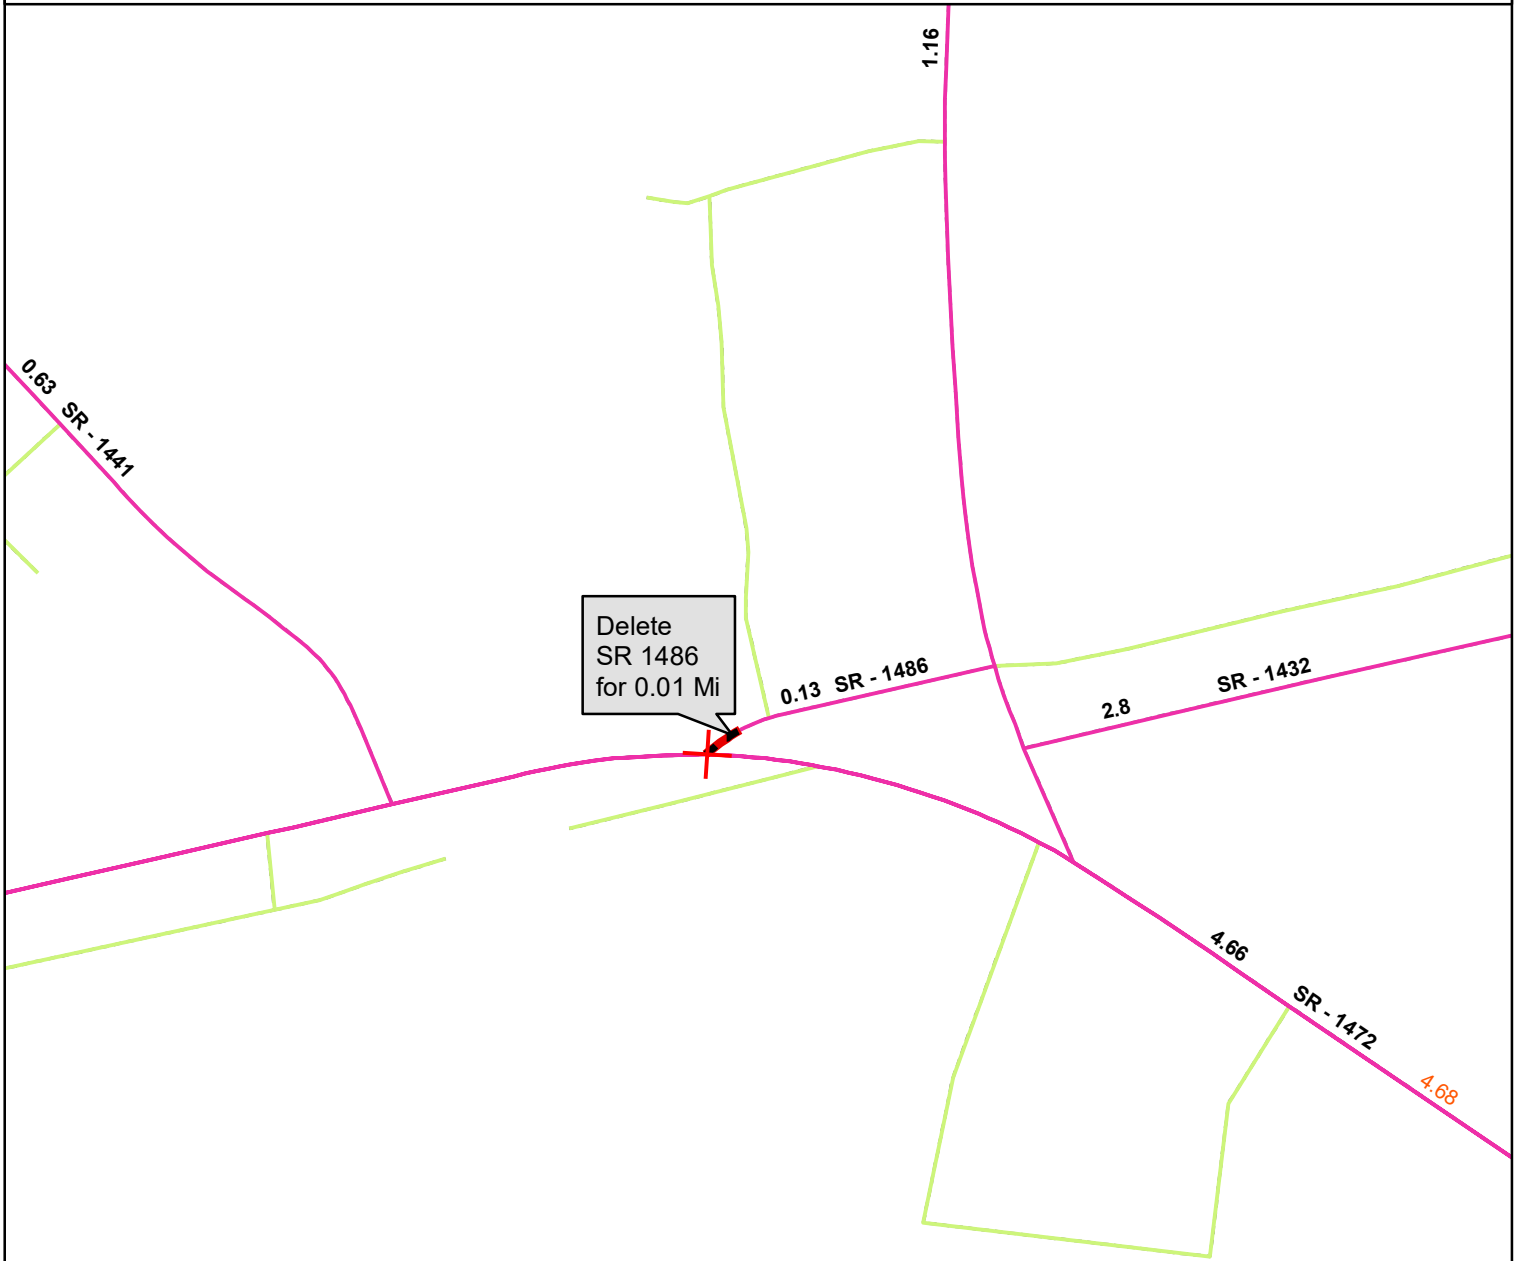 1.16
0.63 SR - 1441
Delete
SR 1486
for 0.01 Mi
0.13 SR - 1486
2.8 SR - 1432
4.66 SR - 1472
4.68